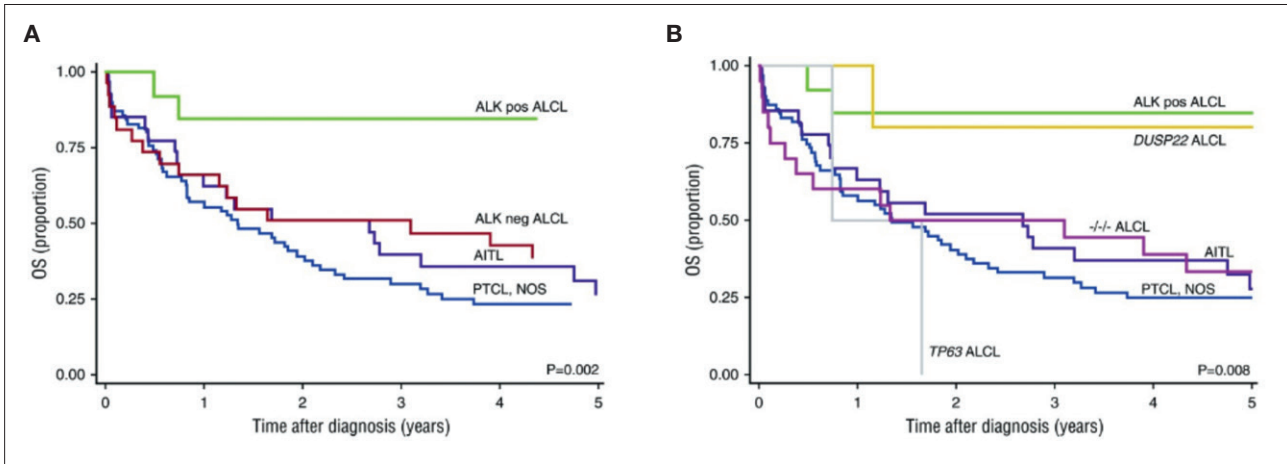 A
1.00
0.75
0.50
0.25
0.00
OS (proportion)
ALK pos ALCL
ALK neg ALCL
AITL
PTCL, NOS
P=0.002
0 1 2 3 4 5
Time after diagnosis (years)
B
1.00
0.75
0.50
0.25
0.00
OS (proportion)
ALK pos ALCL
DUSP22 ALCL
-/-/- ALCL
AITL
PTCL, NOS
TP63 ALCL
P=0.008
0 1 2 3 4 5
Time after diagnosis (years)